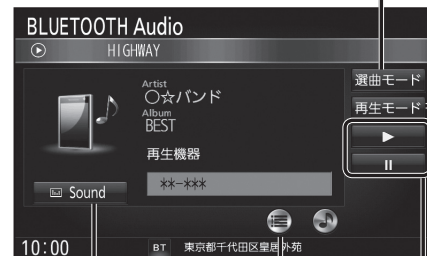 BLUETOOTH Audio
HIGHWAY
Artist
○☆バンド
Album
BEST
再生機器
**-***
Sound
選曲モード
再生モード
10:00
BT
東京都千代田区皇居外苑